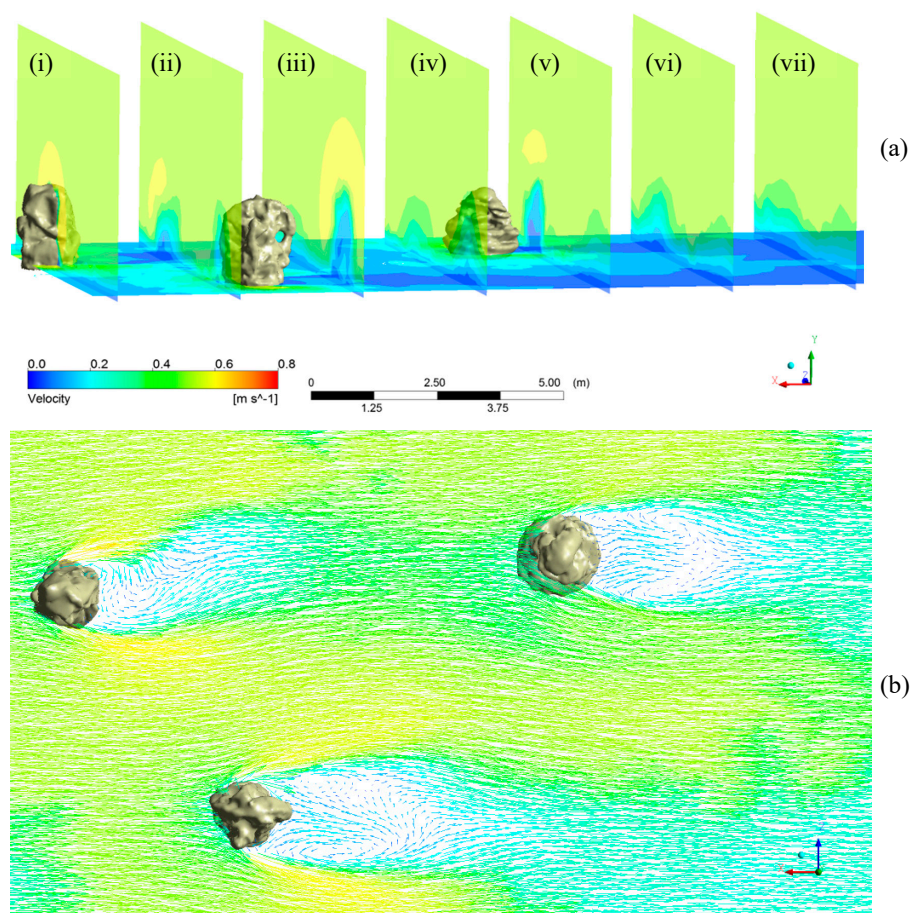 (i) (ii) (iii) (iv) (v) (vi) (vii)
(a)
0.0 0.2 0.4 0.6 0.8
Velocity [m s^-1]
0 2.50 5.00 (m)
1.25 3.75
Y
X Z
(b)